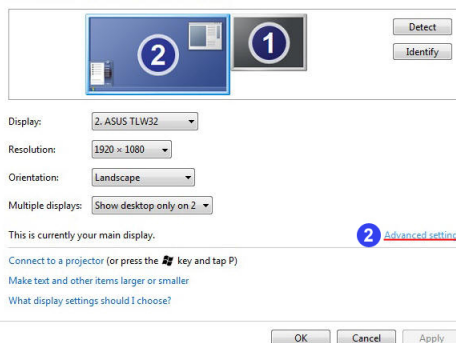 2
1
Detect
Identify
Display: 2. ASUS TLW32
Resolution: 1920 × 1080
Orientation: Landscape
Multiple displays: Show desktop only on 2
This is currently your main display. 2 Advanced setting
Connect to a projector (or press the key and tap P)
Make text and other items larger or smaller
What display settings should I choose?
OK Cancel Apply